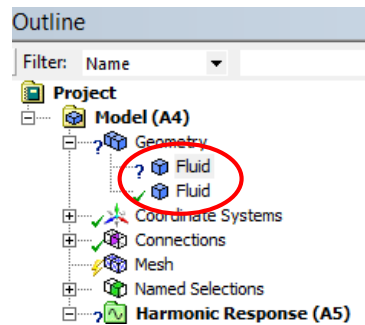 Outline
Filter: Name
Project
Model (A4)
Geometry
? Fluid
Fluid
Coordinate Systems
Connections
Mesh
Named Selections
Harmonic Response (A5)